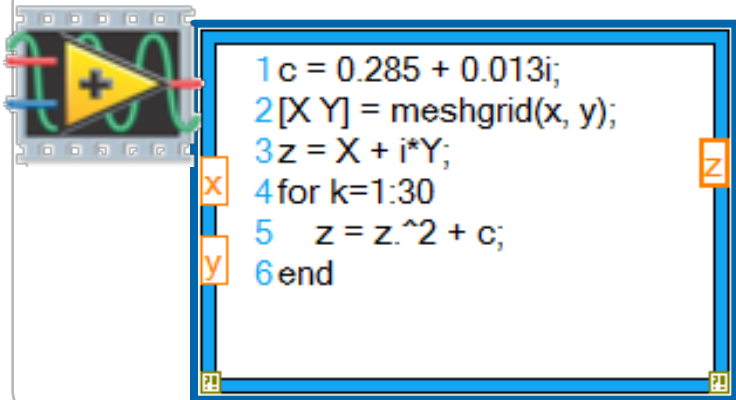 1 c = 0.285 + 0.013i;
2 [X Y] = meshgrid(x, y);
3 z = X + i*Y;
4 for k=1:30
5 z = z.^2 + c;
6 end
x
y
z
?!
?!